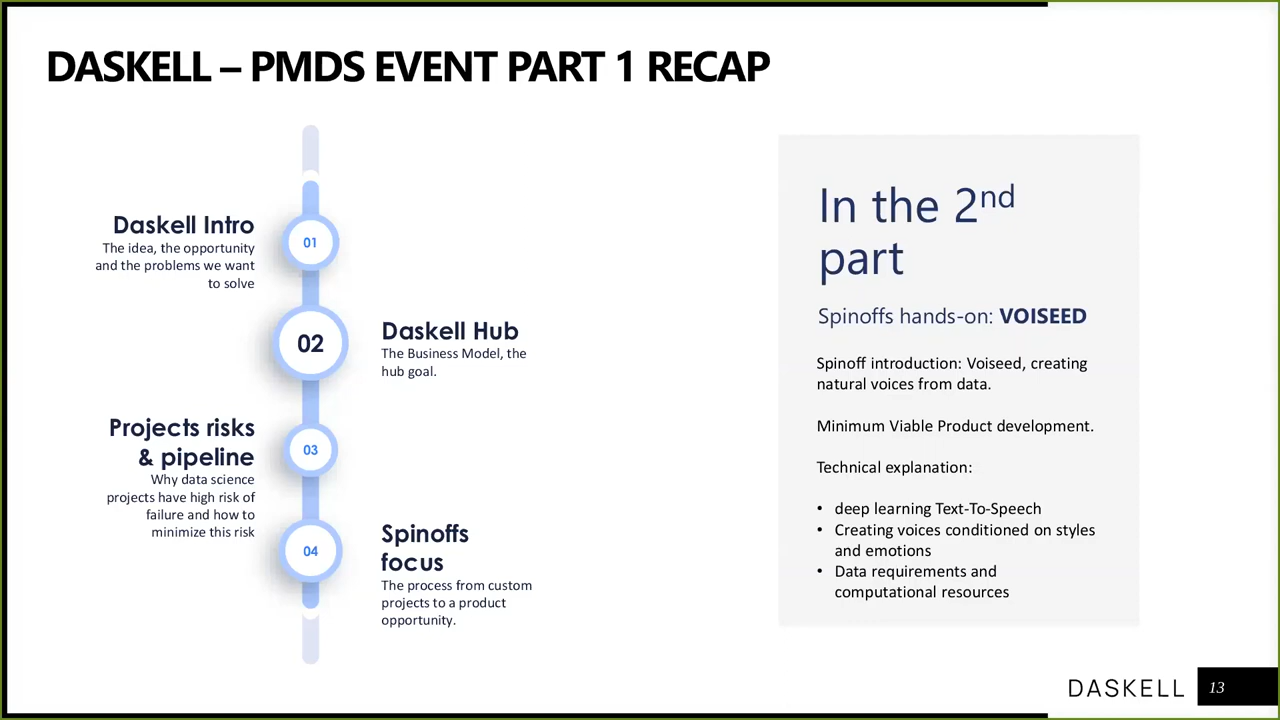 DASKELL – PMDS EVENT PART 1 RECAP
Daskell Intro
The idea, the opportunity
and the problems we want
to solve
01
02
Daskell Hub
The Business Model, the
hub goal.
Projects risks
& pipeline
Why data science
projects have high risk of
failure and how to
minimize this risk
03
04
Spinoffs
focus
The process from custom
projects to a product
opportunity.
In the 2nd
part
Spinoffs hands-on: VOISEED
Spinoff introduction: Voiseed, creating
natural voices from data.
Minimum Viable Product development.
Technical explanation:
• deep learning Text-To-Speech
• Creating voices conditioned on styles
and emotions
• Data requirements and
computational resources
DASKELL
13